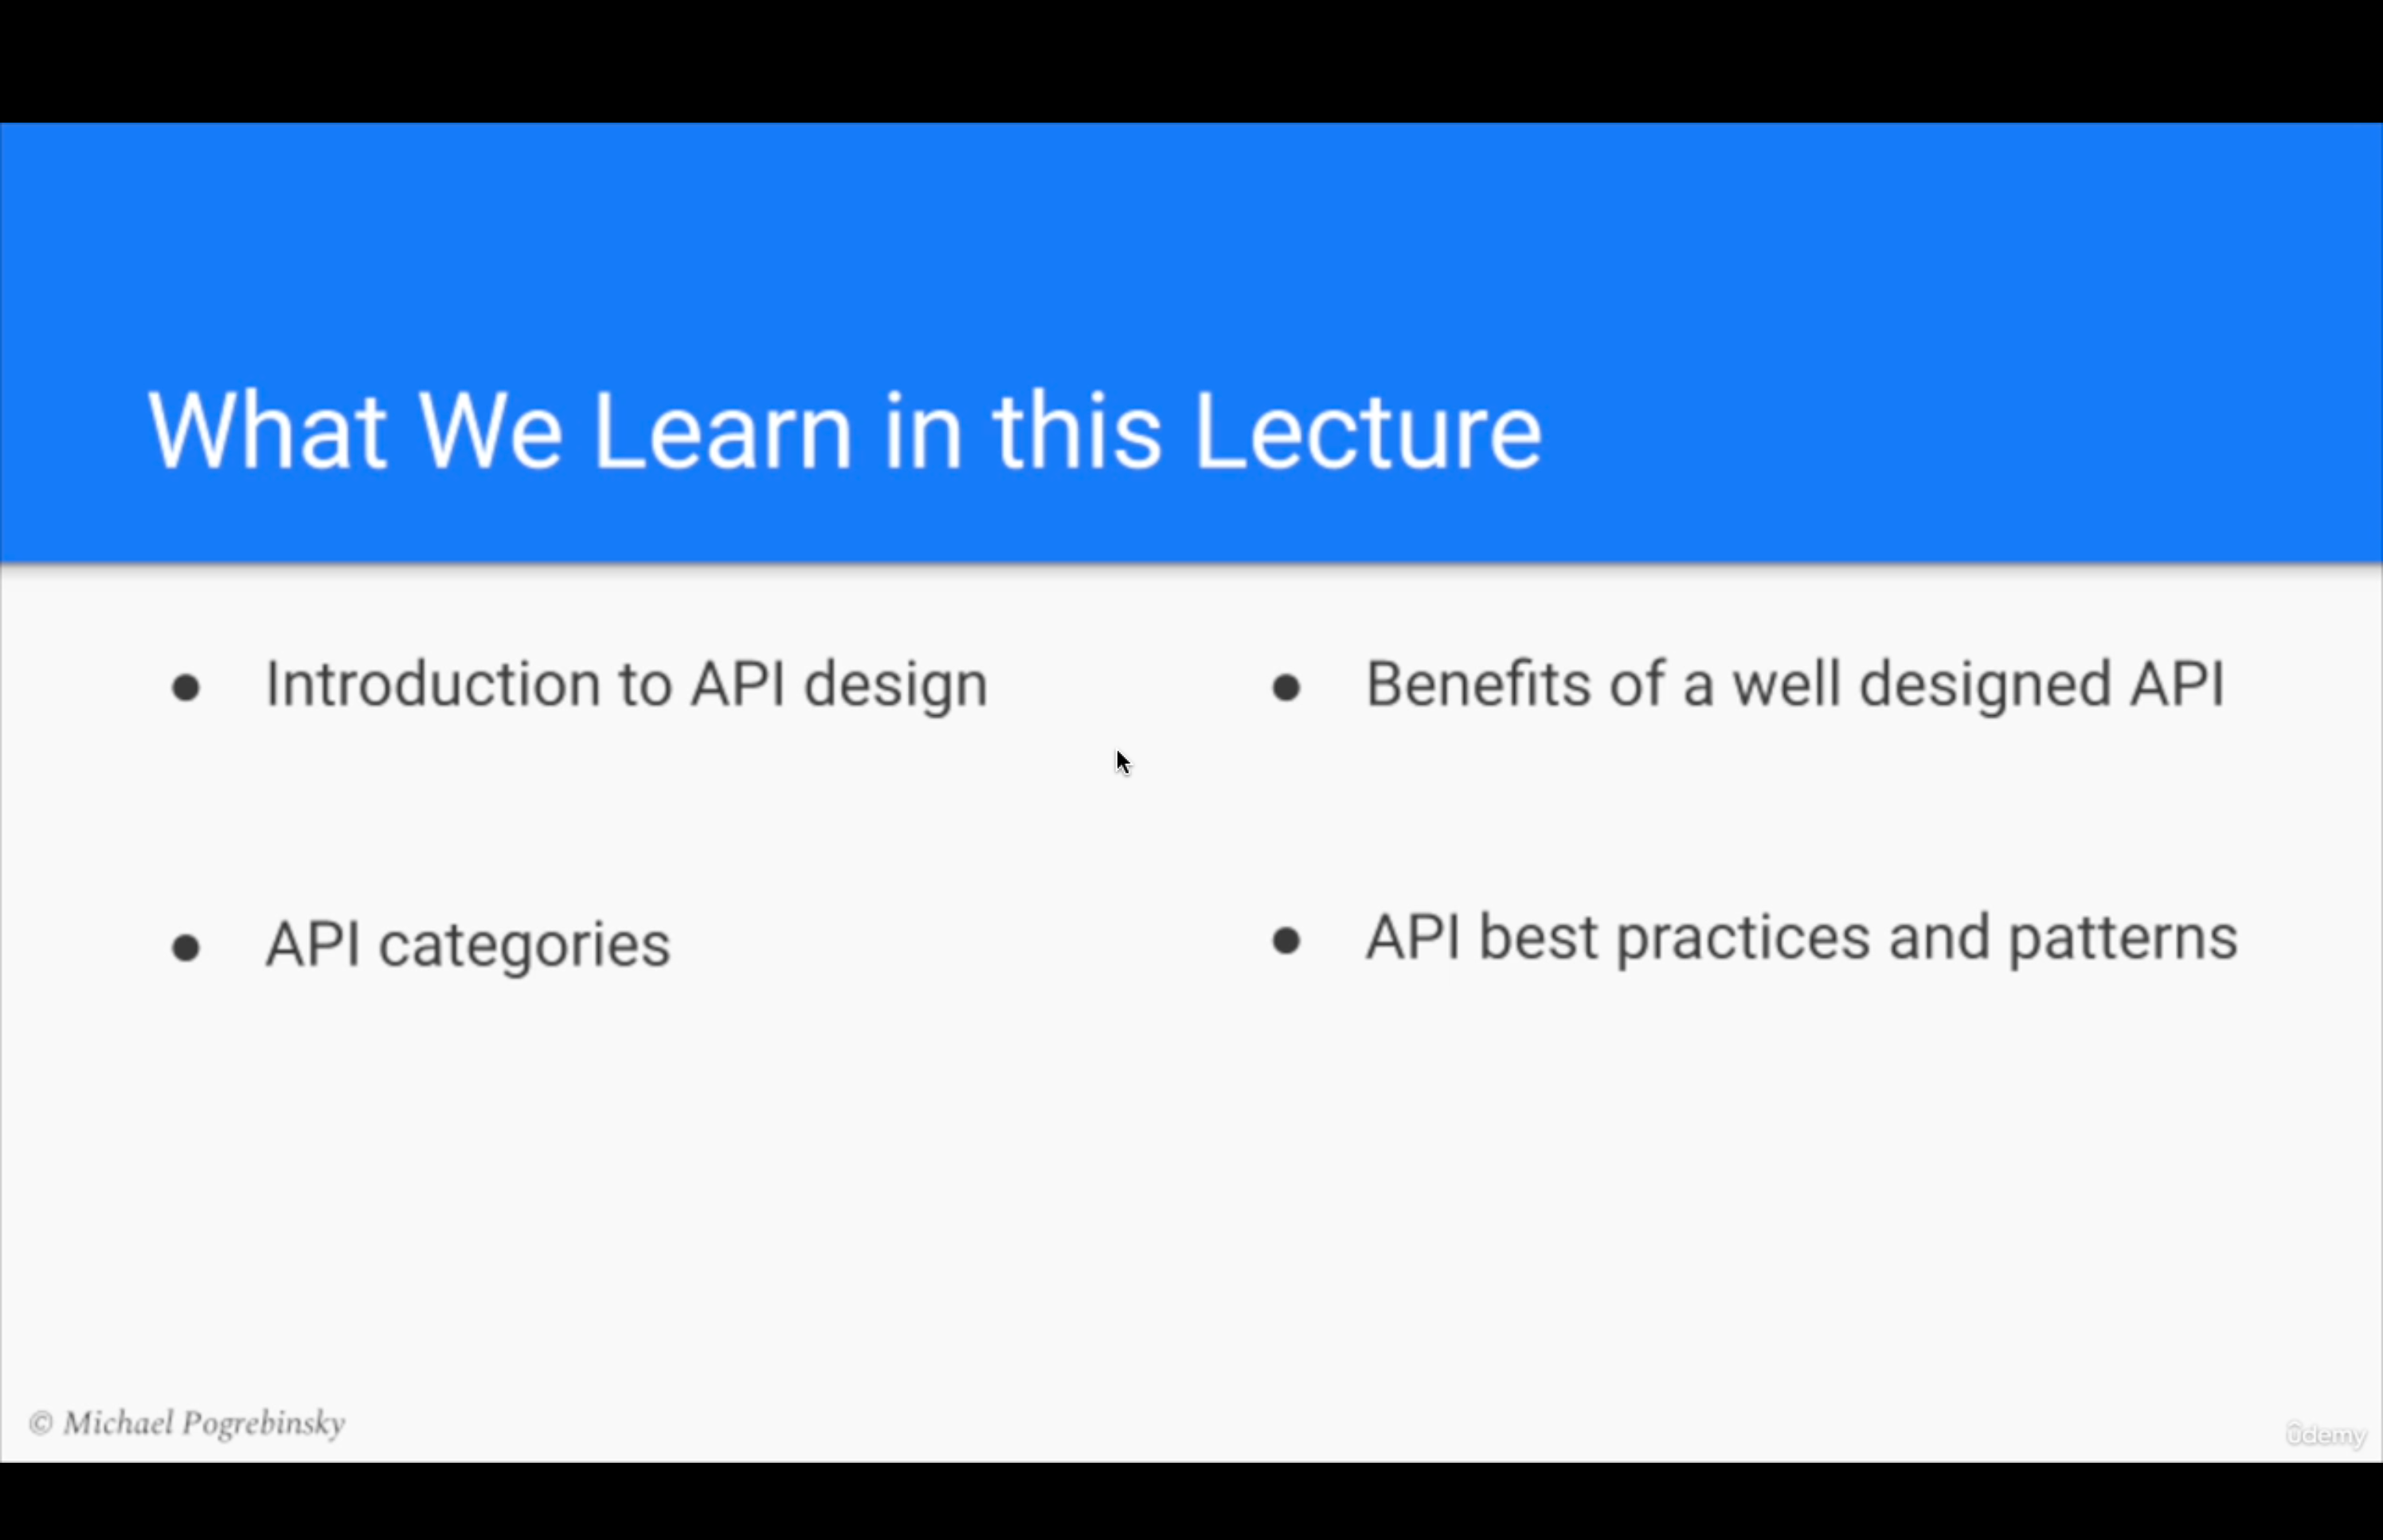 What We Learn in this Lecture
Introduction to API design
API categories
Benefits of a well designed API
API best practices and patterns
© Michael Pogrebinsky
ûdemy